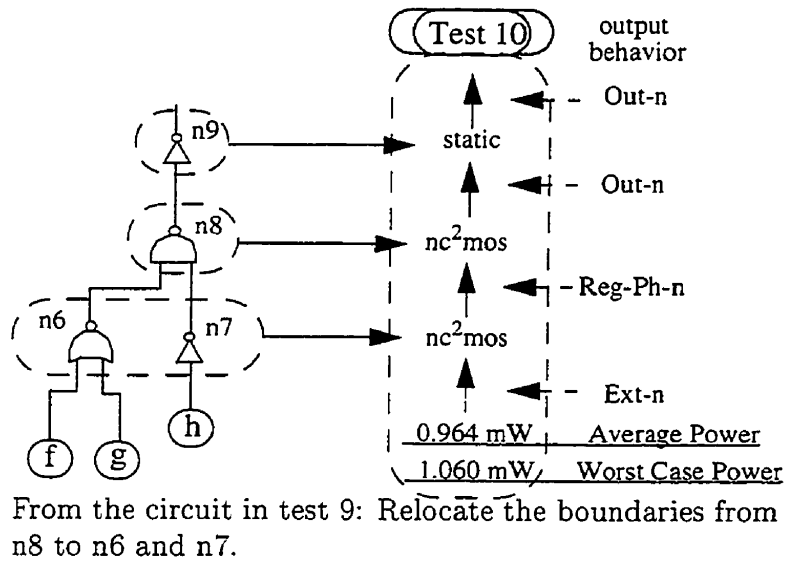 Test 10
output
behavior
Out-n
n9
static
Out-n
n8
nc²mos
Reg-Ph-n
n6
n7
nc²mos
Ext-n
h
f
g
0.964 mW Average Power
1.060 mW Worst Case Power
From the circuit in test 9: Relocate the boundaries from
n8 to n6 and n7.